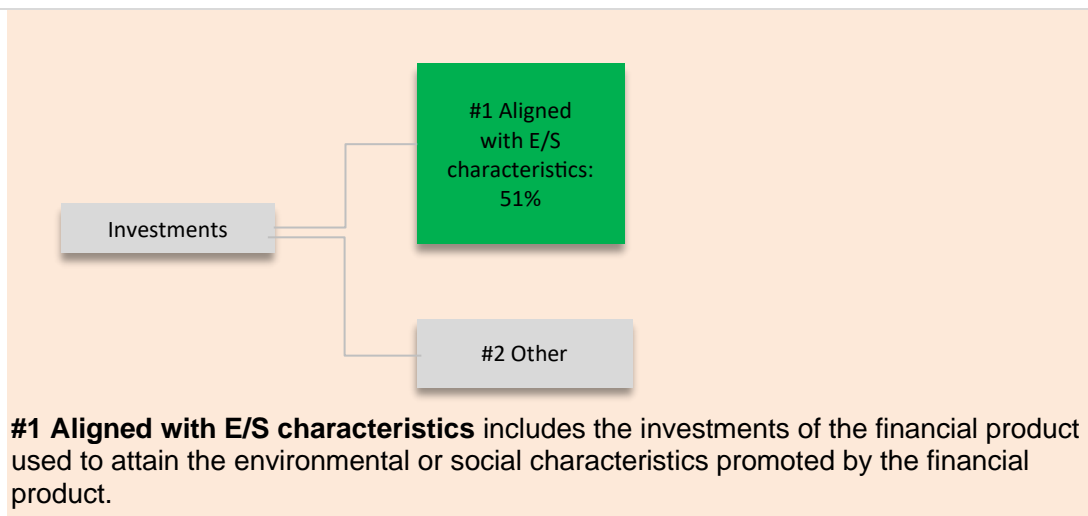 #1 Aligned
with E/S
characteristics:
51%
Investments
#2 Other
#1 Aligned with E/S characteristics includes the investments of the financial product
used to attain the environmental or social characteristics promoted by the financial
product.